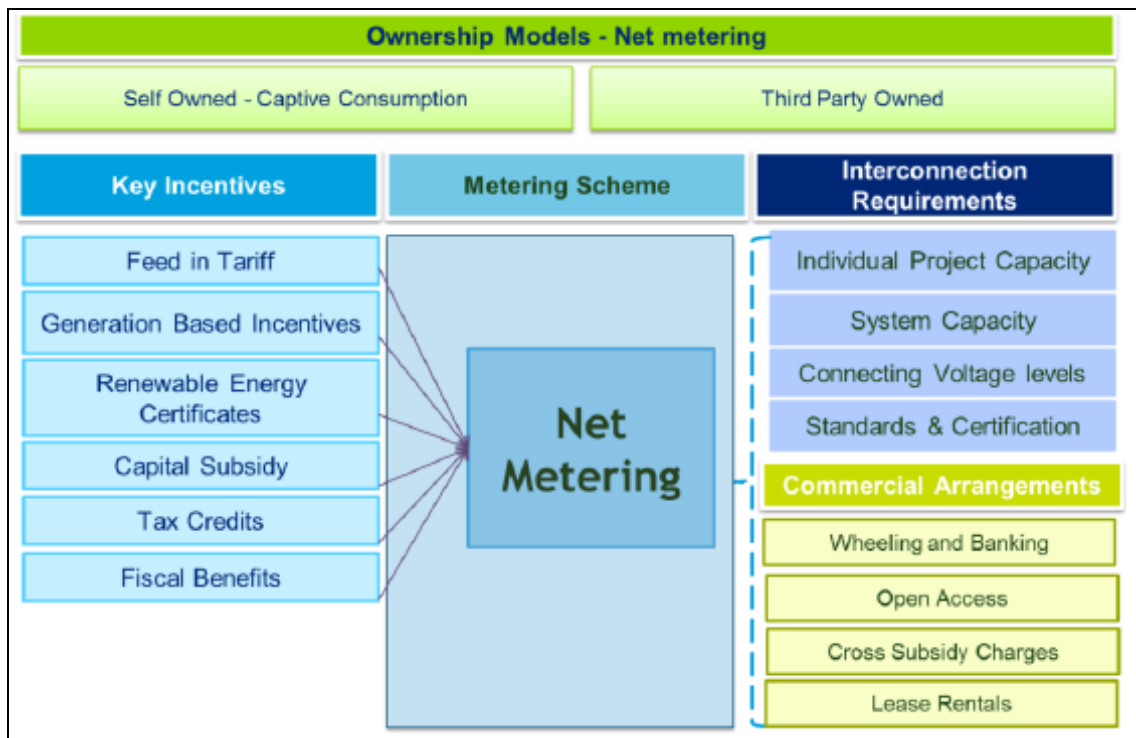 Ownership Models - Net metering
Self Owned - Captive Consumption
Third Party Owned
Key Incentives
Metering Scheme
Interconnection
Requirements
Feed in Tariff
Generation Based Incentives
Renewable Energy
Certificates
Capital Subsidy
Tax Credits
Fiscal Benefits
Net
Metering
Individual Project Capacity
System Capacity
Connecting Voltage levels
Standards & Certification
Commercial Arrangements
Wheeling and Banking
Open Access
Cross Subsidy Charges
Lease Rentals